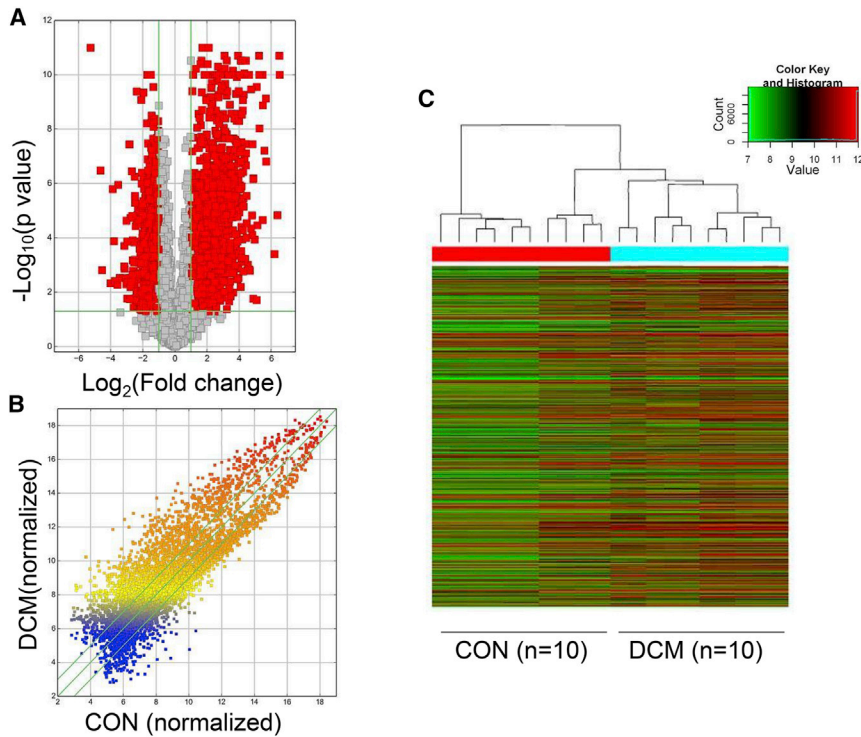 A
12
10
8
6
4
2
0
-Log10(p value)
−6 −4 −2 0 2 4 6
Log2(Fold change)
B
18
16
14
12
10
8
6
4
2
DCM(normalized)
2 4 6 8 10 12 14 16 18
CON (normalized)
C
Color Key
and Histogram
Count
0 6000
7 8 9 10 11 12
Value
CON (n=10) DCM (n=10)